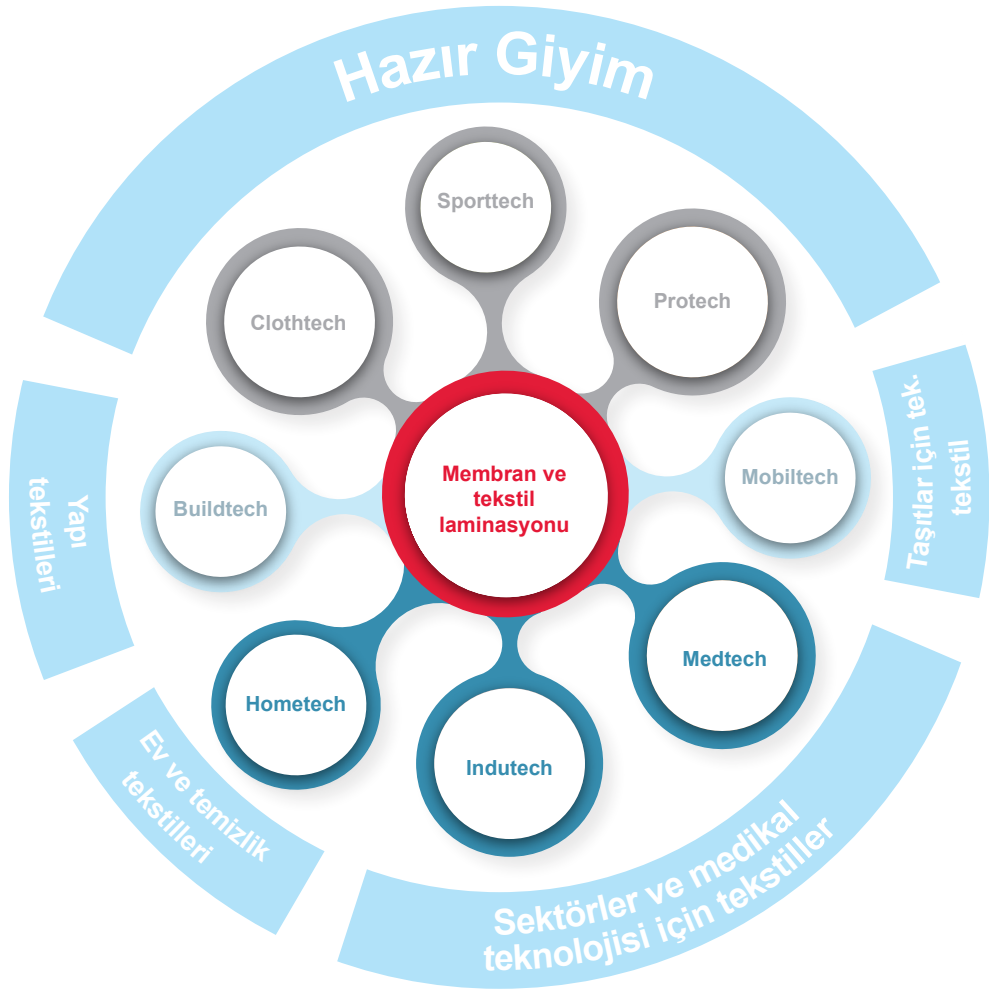 Hazır Giyim
Sporttech
Protech
Clothtech
Taşıtlar için tek.
tekstil
Mobiltech
Membran ve
tekstil
laminasyonu
Buildtech
Yapı
tekstilleri
Medtech
Hometech
Indutech
Ev ve temizlik
tekstilleri
Sektörler ve medikal
teknolojisi için tekstiller